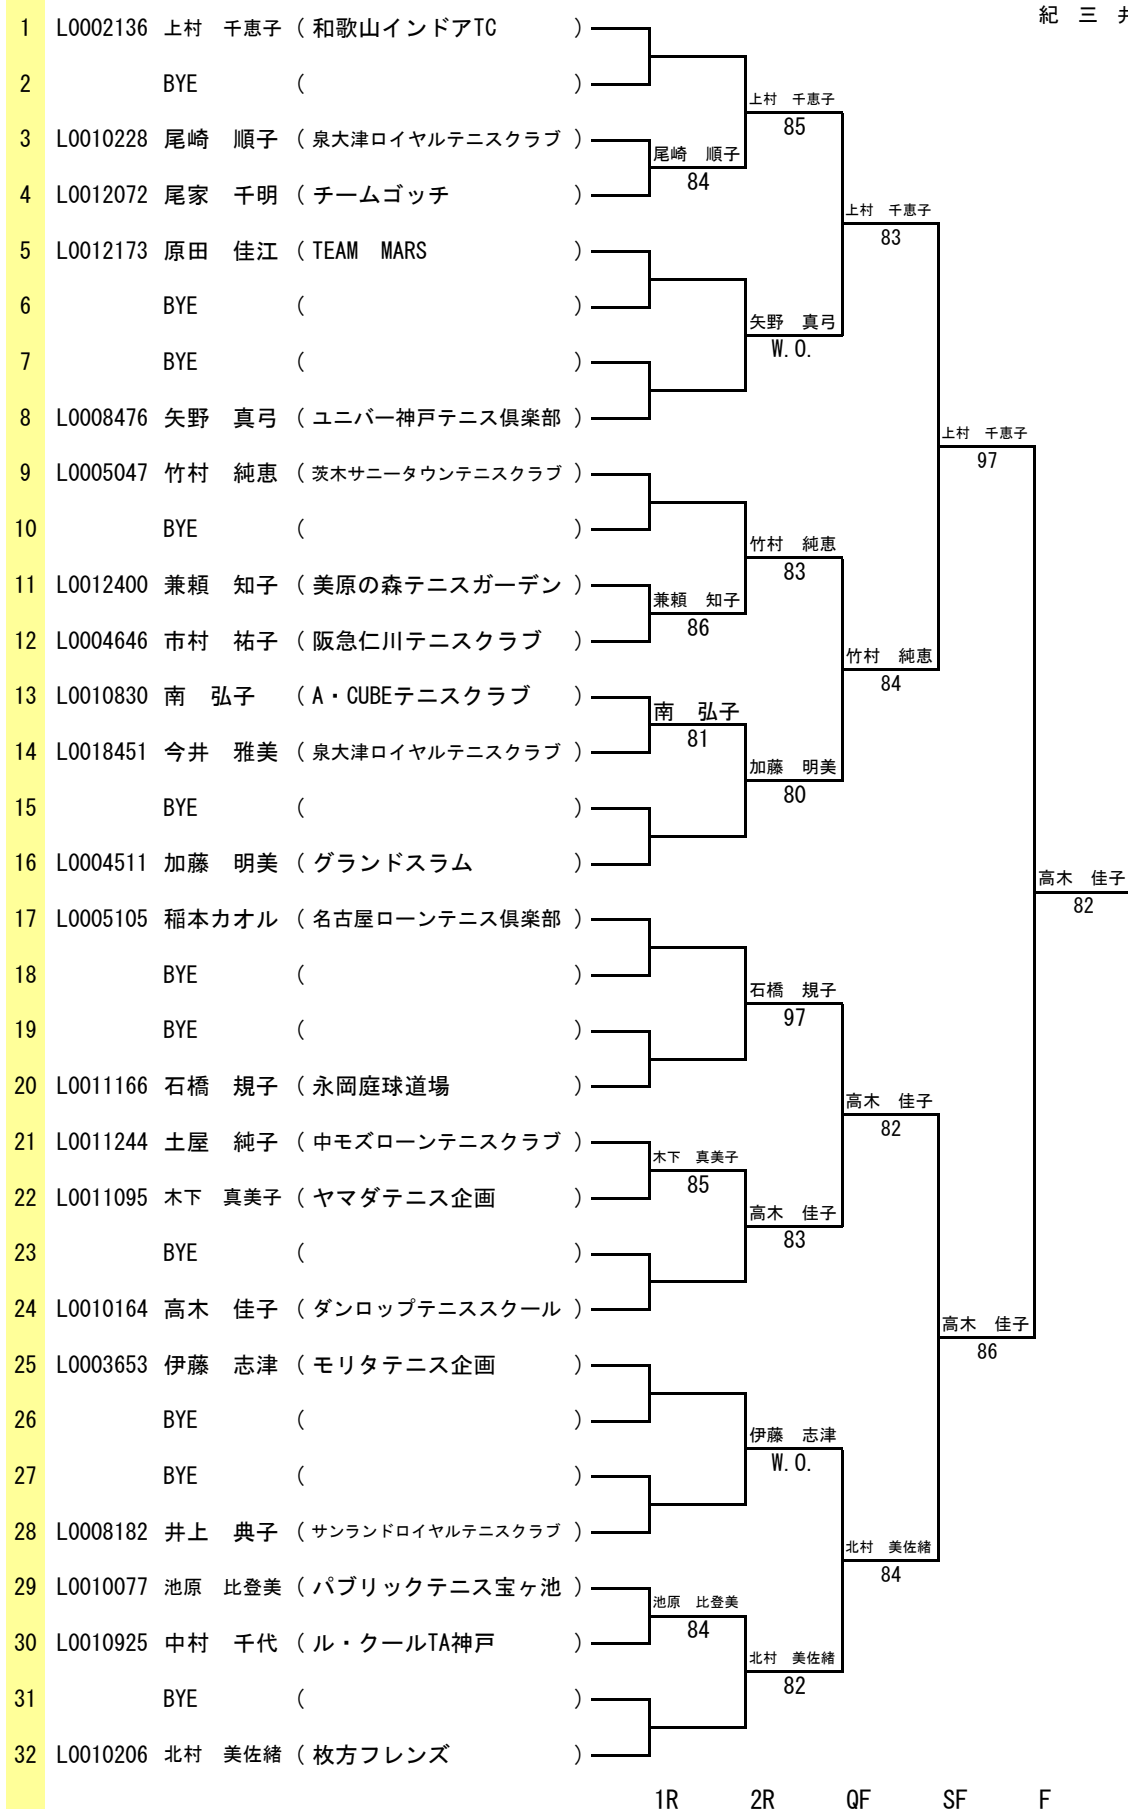 紀 三 井
1 L0002136 上村 千恵子 ( 和歌山インドアTC )
2 BYE ( )
上村 千恵子
85
3 L0010228 尾崎 順子 ( 泉大津ロイヤルテニスクラブ )
尾崎 順子
84
4 L0012072 尾家 千明 ( チームゴッチ )
上村 千恵子
83
5 L0012173 原田 佳江 ( TEAM MARS )
6 BYE ( )
矢野 真弓
W.O.
7 BYE ( )
8 L0008476 矢野 真弓 ( ユニバー神戸テニス倶楽部 )
上村 千恵子
97
9 L0005047 竹村 純恵 ( 茨木サニータウンテニスクラブ )
10 BYE ( )
竹村 純恵
83
11 L0012400 兼頼 知子 ( 美原の森テニスガーデン )
兼頼 知子
86
12 L0004646 市村 祐子 ( 阪急仁川テニスクラブ )
竹村 純恵
84
13 L0010830 南 弘子 ( A・CUBEテニスクラブ )
南 弘子
81
14 L0018451 今井 雅美 ( 泉大津ロイヤルテニスクラブ )
加藤 明美
80
15 BYE ( )
16 L0004511 加藤 明美 ( グランドスラム )
高木 佳子
82
17 L0005105 稲本カオル ( 名古屋ローンテニス倶楽部 )
18 BYE ( )
石橋 規子
97
19 BYE ( )
20 L0011166 石橋 規子 ( 永岡庭球道場 )
高木 佳子
82
21 L0011244 土屋 純子 ( 中モズローンテニスクラブ )
木下 真美子
85
22 L0011095 木下 真美子 ( ヤマダテニス企画 )
高木 佳子
83
23 BYE ( )
24 L0010164 高木 佳子 ( ダンロップテニススクール )
高木 佳子
86
25 L0003653 伊藤 志津 ( モリタテニス企画 )
26 BYE ( )
伊藤 志津
W.O.
27 BYE ( )
28 L0008182 井上 典子 ( サンランドロイヤルテニスクラブ )
北村 美佐緒
84
29 L0010077 池原 比登美 ( パブリックテニス宝ヶ池 )
池原 比登美
84
30 L0010925 中村 千代 ( ル・クールTA神戸 )
北村 美佐緒
82
31 BYE ( )
32 L0010206 北村 美佐緒 ( 枚方フレンズ )
1R 2R QF SF F